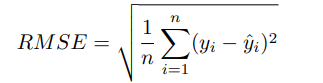 RMSE = \sqrt{\frac{1}{n} \sum_{i=1}^{n} (y_i - \hat{y}_i)^2}